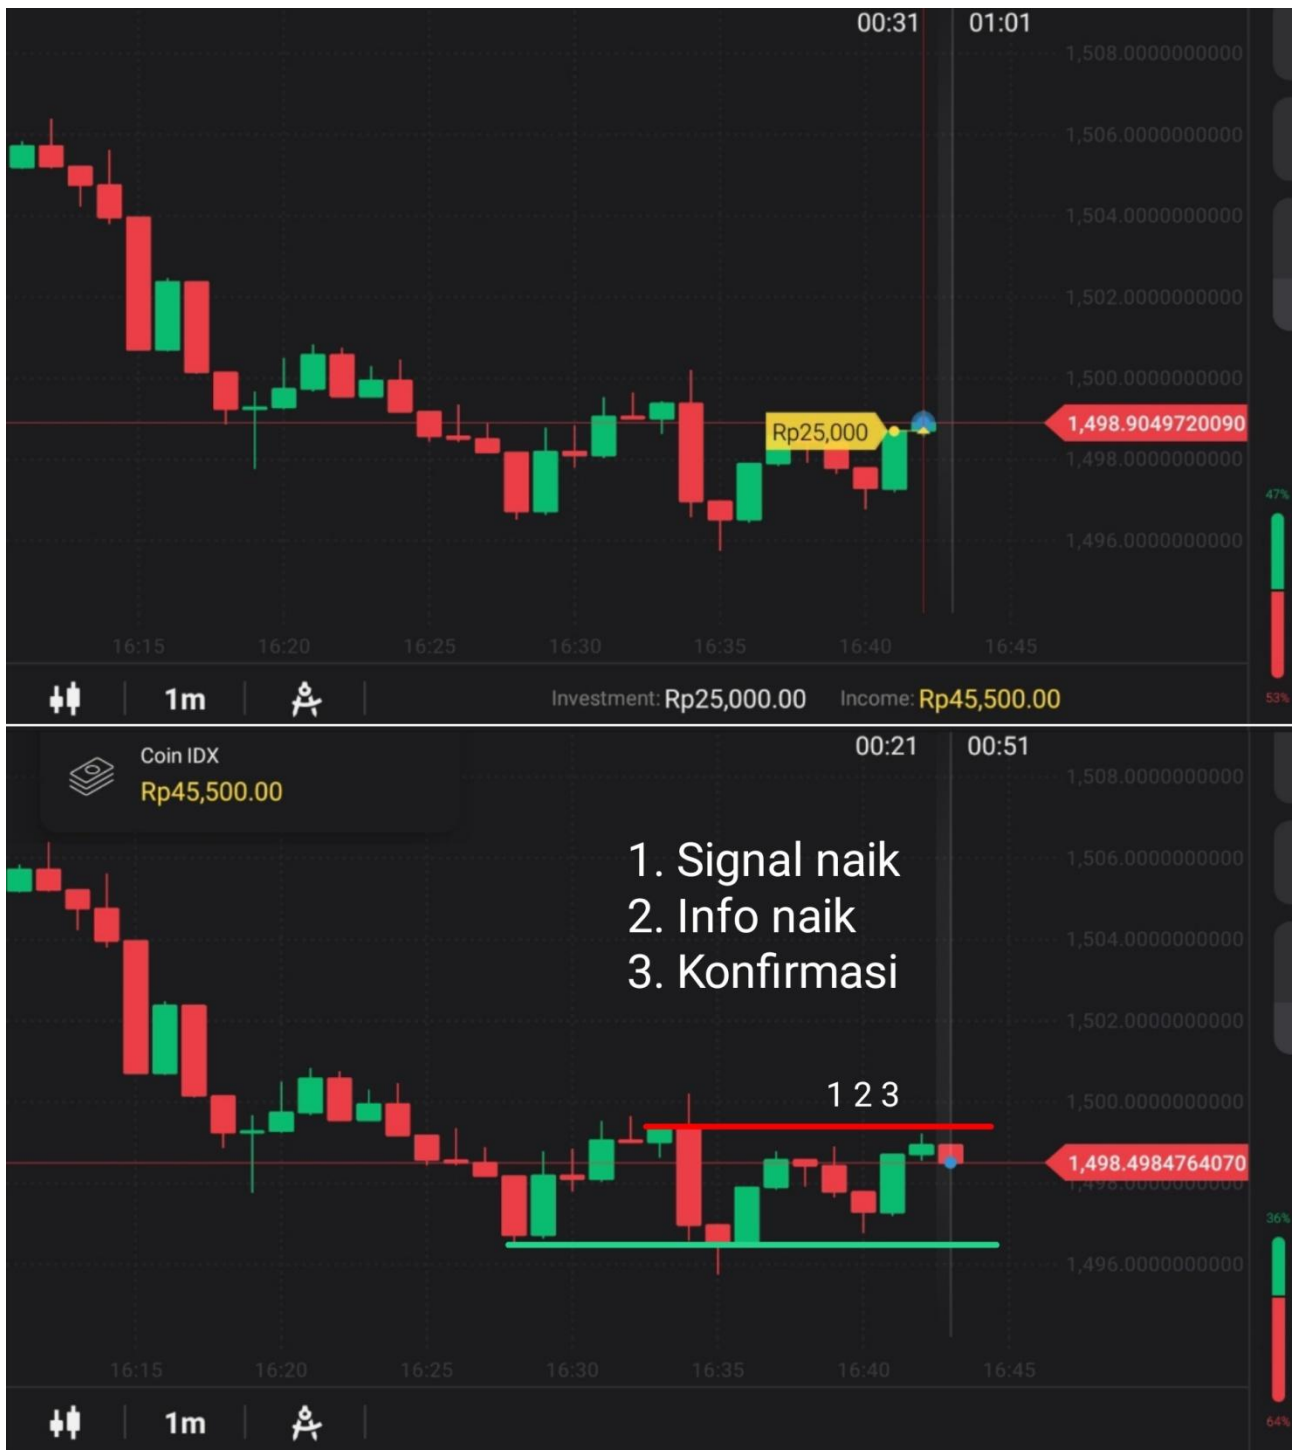 00:31 01:01
1,508.0000000000
1,506.0000000000
1,504.0000000000
1,502.0000000000
1,500.0000000000
1,498.9049720090
Rp25,000
1,498.0000000000
47%
1,496.0000000000
16:15 16:20 16:25 16:30 16:35 16:40 16:45
1m Investment: Rp25,000.00 Income: Rp45,500.00
53%
Coin IDX
Rp45,500.00
00:21 00:51
1,508.0000000000
1. Signal naik
1,506.0000000000
2. Info naik
1,504.0000000000
3. Konfirmasi
1,502.0000000000
1 2 3
1,500.0000000000
1,498.4984764070
1,498.0000000000
36%
1,496.0000000000
16:15 16:20 16:25 16:30 16:35 16:40 16:45
1m
64%